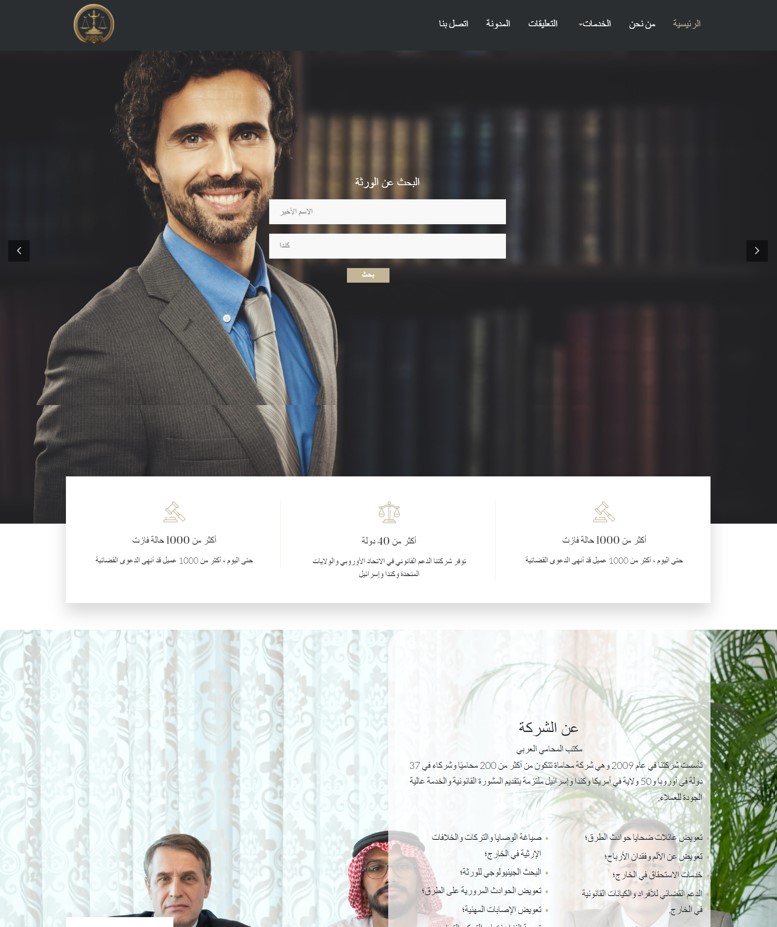 الرئيسية
من نحن
الخدمات
التعليقات
المدونة
اتصل بنا
البحث عن الورثة
الاسم الأخير
كندا
بحث
أكثر من 1000 حالة فازت
حتى اليوم ، أكثر من 1000 عميل قد أنهى الدعوى القضائية
أكثر من 40 دولة
توفر شركتنا الدعم القانوني في الاتحاد الأوروبي والولايات
المتحدة وكندا وإسرائيل
أكثر من 1000 حالة فازت
حتى اليوم ، أكثر من 1000 عميل قد أنهى الدعوى القضائية
عن الشركة
مكتب المحامي العربي
تأسست شركتنا في عام 2009 وهي شركة محاماة تتكون من أكثر من 200 محاميًا وشركاء في 37
دولة في أوروبا و50 ولاية في أمريكا وكندا وإسرائيل ملتزمة بتقديم المشورة القانونية والخدمة عالية
الجودة للعملاء.
تعويض عائلات ضحايا حوادث الطرق؛
تعويض عن الألم وفقدان الأرباح؛
خدمات الاستحقاق في الخارج؛
الدعم القضائي للأفراد والكيانات القانونية
في الخارج.
صياغة الوصايا والتركات والخلافات
الإرثية في الخارج؛
البحث الجينيولوجي للورثة؛
تعويض الحوادث المرورية على الطرق؛
تعويض الإصابات المهنية؛